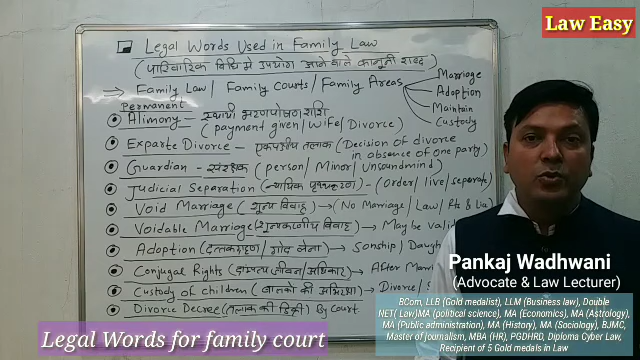 Law Easy
Legal Words Used in Family Law
(पारिवारिक विधि मे उपयोग आने वाले कानूनी शब्द)
Family Law / Family Courts / Family Areas
Marriage
Adoption
Maintain
Custody
Permanent
Alimony - स्थायी भरणपोषण राशि
(payment given / Wife / Divorce)
Exparte Divorce - एकपक्षीय तलाक (Decision of divorce
in absence of one party)
Guardian - संरक्षक (person / Minor / Unsoundmind)
Judicial Separation (न्यायिक पृथक्करण) - (Order / live / seperate)
Void Marriage (शून्य विवाह) → (No Marriage / Law /
Voidable Marriage (शून्यकरणीय विवाह) → May be valid
Adoption (दत्तकग्रहण / गोद लेना) → Sonship / Daugh
Conjugal Rights (दाम्पत्य जीवन / अधिकार) → After Marri
Custody of children (बालको की अभिरक्षा) → Divorce /
Divorce Decree (तलाक की डिक्री) By Court
Pankaj Wadhwani
(Advocate & Law Lecturer)
BCom, LLB (Gold medalist), LLM (Business law), Double
NET( Law)MA (political science), MA (Economics), MA (Astrology),
MA (Public administration), MA (History), MA (Sociology), BJMC,
Master of Journalism, MBA (HR), PGDHRD, Diploma Cyber Law,
Recipient of 5 Gold medals in Law
Legal Words for family court